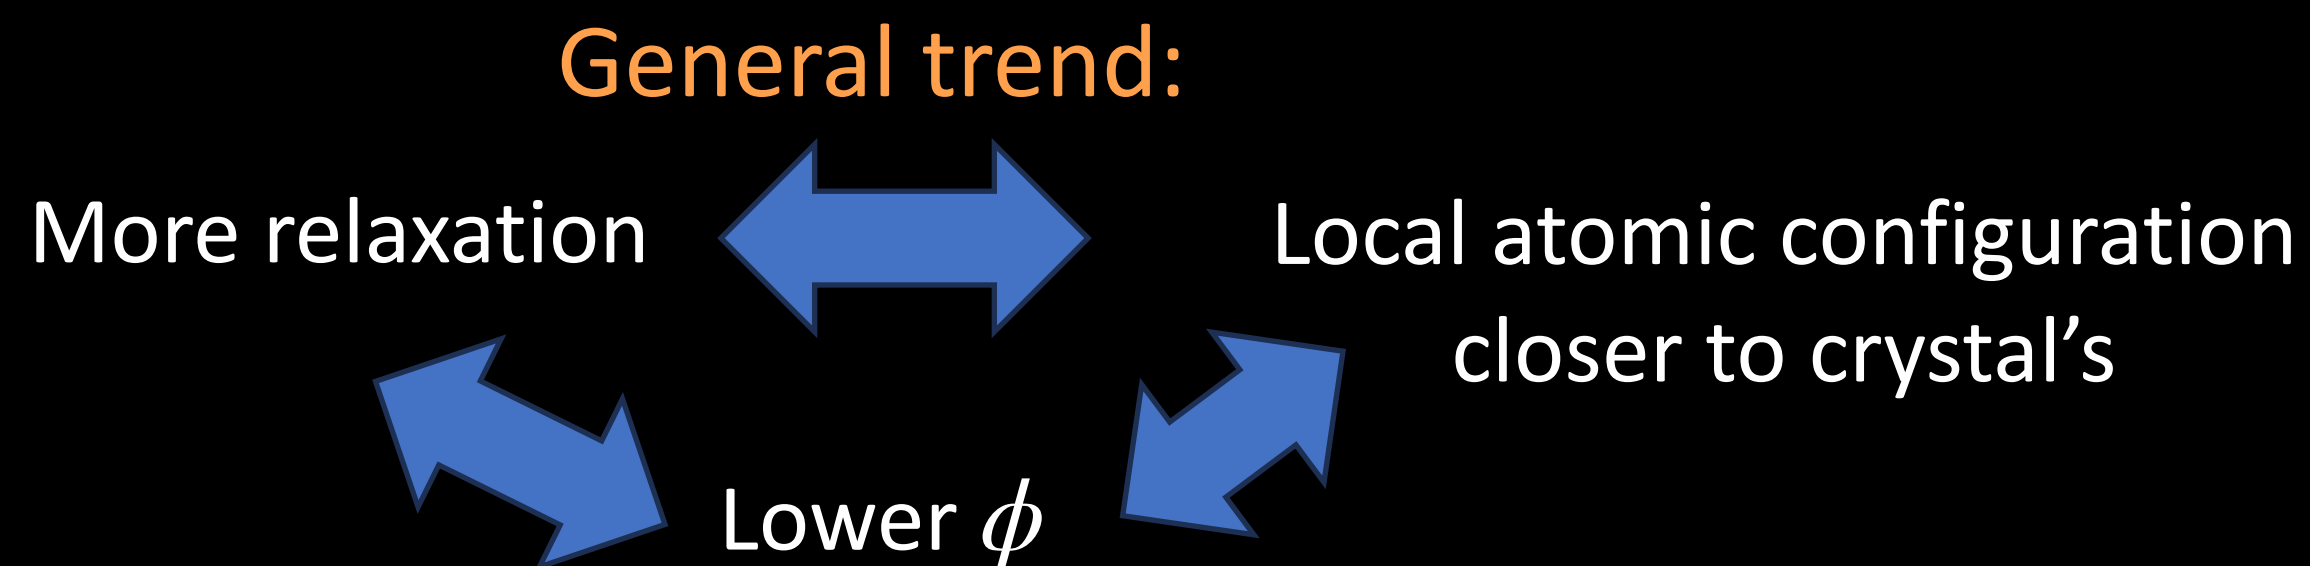 General trend:
More relaxation
Local atomic configuration
closer to crystal’s
Lower ϕ